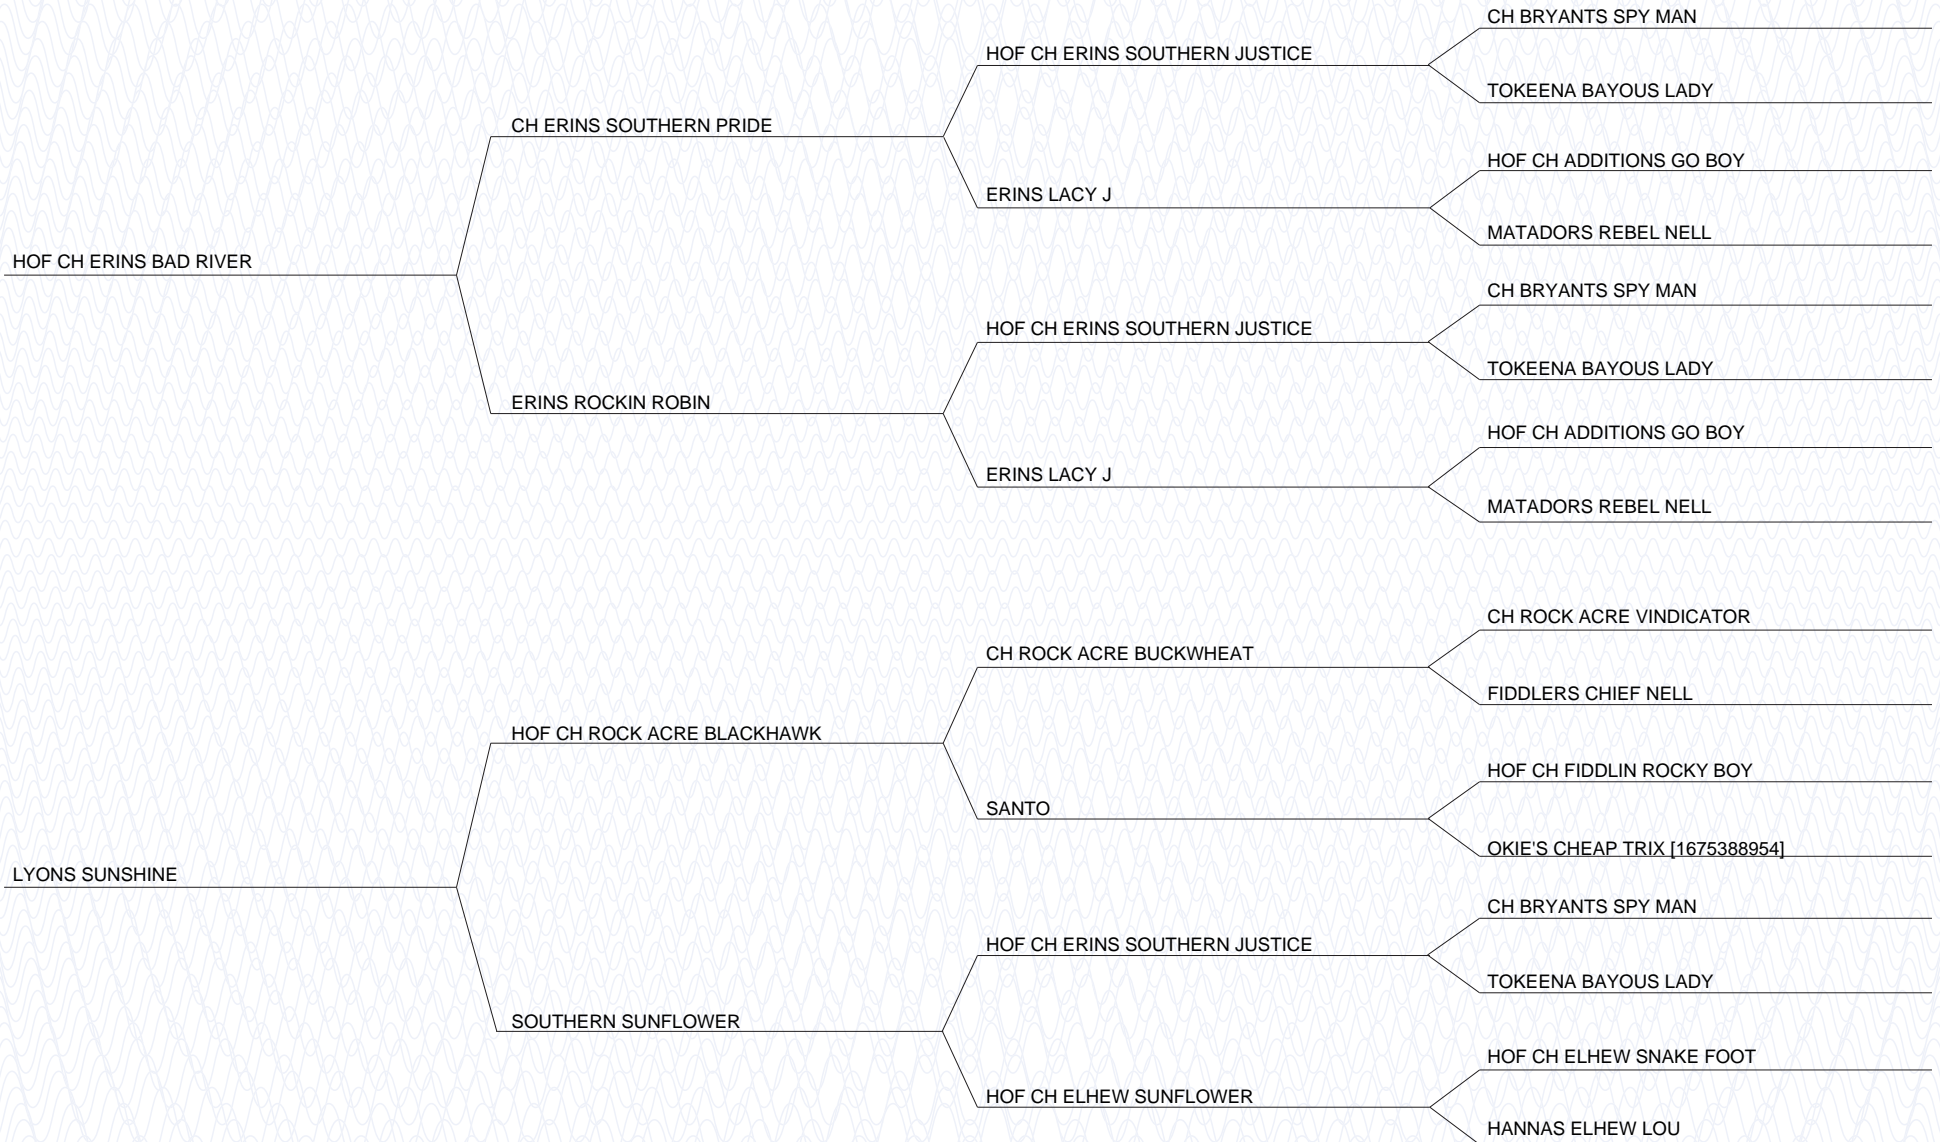 CH BRYANTS SPY MAN
HOF CH ERINS SOUTHERN JUSTICE
TOKEENA BAYOUS LADY
CH ERINS SOUTHERN PRIDE
HOF CH ADDITIONS GO BOY
ERINS LACY J
MATADORS REBEL NELL
HOF CH ERINS BAD RIVER
CH BRYANTS SPY MAN
HOF CH ERINS SOUTHERN JUSTICE
TOKEENA BAYOUS LADY
ERINS ROCKIN ROBIN
HOF CH ADDITIONS GO BOY
ERINS LACY J
MATADORS REBEL NELL
CH ROCK ACRE VINDICATOR
CH ROCK ACRE BUCKWHEAT
FIDDLERS CHIEF NELL
HOF CH ROCK ACRE BLACKHAWK
HOF CH FIDDLIN ROCKY BOY
SANTO
OKIE'S CHEAP TRIX [1675388954]
LYONS SUNSHINE
CH BRYANTS SPY MAN
HOF CH ERINS SOUTHERN JUSTICE
TOKEENA BAYOUS LADY
SOUTHERN SUNFLOWER
HOF CH ELHEW SNAKE FOOT
HOF CH ELHEW SUNFLOWER
HANNAS ELHEW LOU